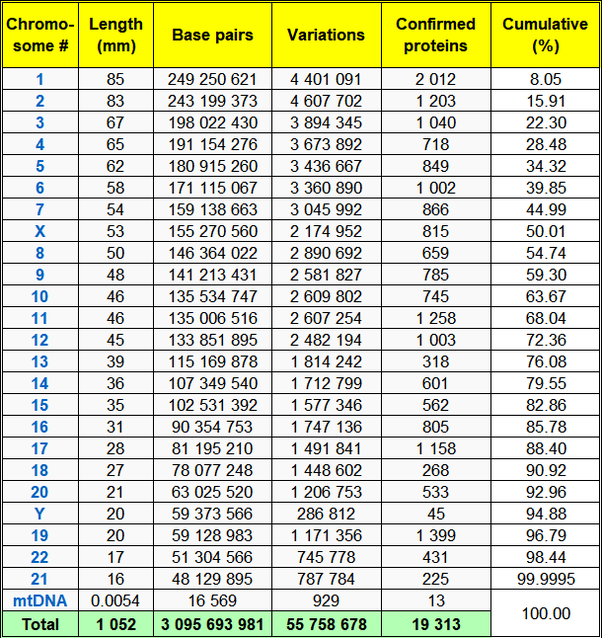 Chromo-
some # Length
(mm) Base pairs Variations Confirmed
proteins Cumulative
(%)
1 85 249 250 621 4 401 091 2 012 8.05
2 83 243 199 373 4 607 702 1 203 15.91
3 67 198 022 430 3 894 345 1 040 22.30
4 65 191 154 276 3 673 892 718 28.48
5 62 180 915 260 3 436 667 849 34.32
6 58 171 115 067 3 360 890 1 002 39.85
7 54 159 138 663 3 045 992 866 44.99
X 53 155 270 560 2 174 952 815 50.01
8 50 146 364 022 2 890 692 659 54.74
9 48 141 213 431 2 581 827 785 59.30
10 46 135 534 747 2 609 802 745 63.67
11 46 135 006 516 2 607 254 1 258 68.04
12 45 133 851 895 2 482 194 1 003 72.36
13 39 115 169 878 1 814 242 318 76.08
14 36 107 349 540 1 712 799 601 79.55
15 35 102 531 392 1 577 346 562 82.86
16 31 90 354 753 1 747 136 805 85.78
17 28 81 195 210 1 491 841 1 158 88.40
18 27 78 077 248 1 448 602 268 90.92
20 21 63 025 520 1 206 753 533 92.96
Y 20 59 373 566 286 812 45 94.88
19 20 59 128 983 1 171 356 1 399 96.79
22 17 51 304 566 745 778 431 98.44
21 16 48 129 895 787 784 225 99.9995
mtDNA 0.0054 16 569 929 13 100.00
Total 1 052 3 095 693 981 55 758 678 19 313